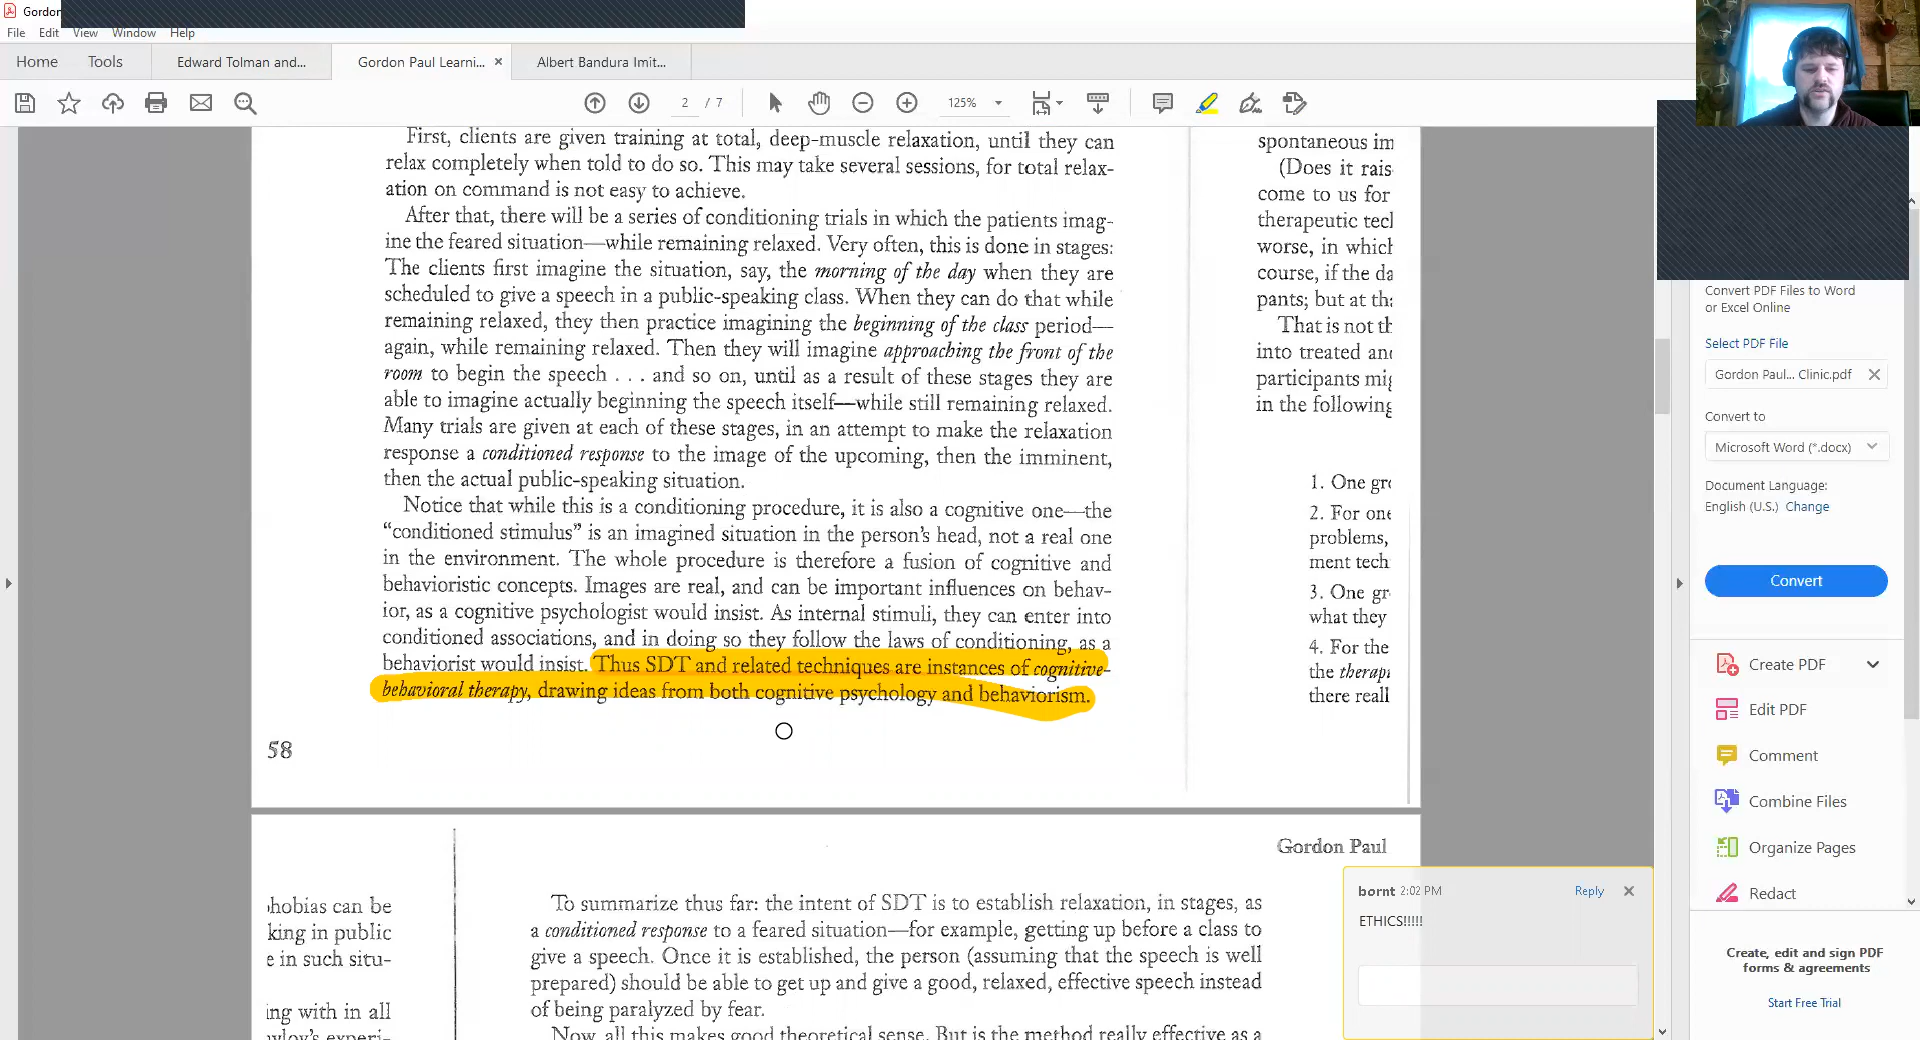 Gordon
File Edit View Window Help
Home Tools Edward Tolman and... Gordon Paul Learni... × Albert Bandura Imit...
2 / 7 125%
First, clients are given training at total, deep-muscle relaxation, until they can
relax completely when told to do so. This may take several sessions, for total relax-
ation on command is not easy to achieve.
After that, there will be a series of conditioning trials in which the patients imag-
ine the feared situation—while remaining relaxed. Very often, this is done in stages:
The clients first imagine the situation, say, the morning of the day when they are
scheduled to give a speech in a public-speaking class. When they can do that while
remaining relaxed, they then practice imagining the beginning of the class period—
again, while remaining relaxed. Then they will imagine approaching the front of the
room to begin the speech . . . and so on, until as a result of these stages they are
able to imagine actually beginning the speech itself—while still remaining relaxed.
Many trials are given at each of these stages, in an attempt to make the relaxation
response a conditioned response to the image of the upcoming, then the imminent,
then the actual public-speaking situation.
Notice that while this is a conditioning procedure, it is also a cognitive one—the
“conditioned stimulus” is an imagined situation in the person’s head, not a real one
in the environment. The whole procedure is therefore a fusion of cognitive and
behavioristic concepts. Images are real, and can be important influences on behav-
ior, as a cognitive psychologist would insist. As internal stimuli, they can enter into
conditioned associations, and in doing so they follow the laws of conditioning, as a
behaviorist would insist. Thus SDT and related techniques are instances of cognitive-
behavioral therapy, drawing ideas from both cognitive psychology and behaviorism.
58
spontaneous im
(Does it rais
come to us for
therapeutic tecl
worse, in which
course, if the da
pants; but at tha
That is not th
into treated and
participants mig
in the following
1. One gro
2. For one
problems,
ment tech
3. One gr
what they
4. For the
the therapi
there reall
Gordon Paul
hobias can be
king in public
e in such situ-
ing with in all
vlov's experi-
To summarize thus far: the intent of SDT is to establish relaxation, in stages, as
a conditioned response to a feared situation—for example, getting up before a class to
give a speech. Once it is established, the person (assuming that the speech is well
prepared) should be able to get up and give a good, relaxed, effective speech instead
of being paralyzed by fear.
Now, all this makes good theoretical sense. But is the method really effective as a
bornt 2:02 PM Reply ×
ETHICS!!!!!
Convert PDF Files to Word
or Excel Online
Select PDF File
Gordon Paul... Clinic.pdf
Convert to
Microsoft Word (*.docx)
Document Language:
English (U.S.) Change
Convert
Create PDF
Edit PDF
Comment
Combine Files
Organize Pages
Redact
Create, edit and sign PDF
forms & agreements
Start Free Trial